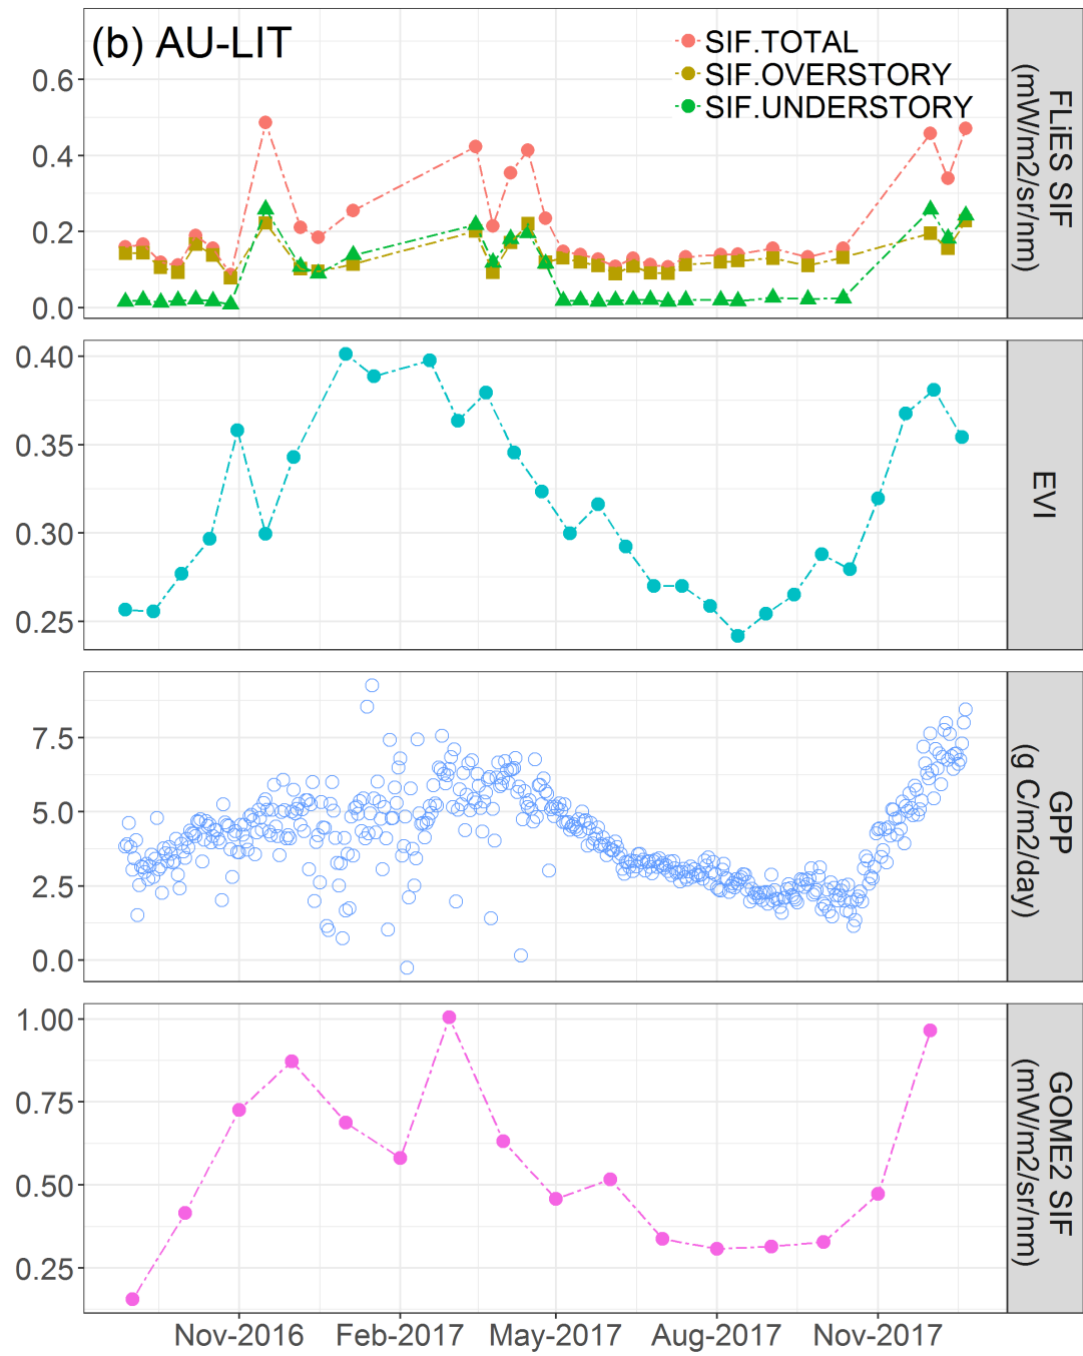 (b) AU-LIT
SIF.TOTAL
SIF.OVERSTORY
SIF.UNDERSTORY
0.6
0.4
0.2
0.0
FLiES SIF
(mW/m2/sr/nm)
0.40
0.35
0.30
0.25
EVI
7.5
5.0
2.5
0.0
GPP
(g C/m2/day)
1.00
0.75
0.50
0.25
GOME2 SIF
(mW/m2/sr/nm)
Nov-2016 Feb-2017 May-2017 Aug-2017 Nov-2017